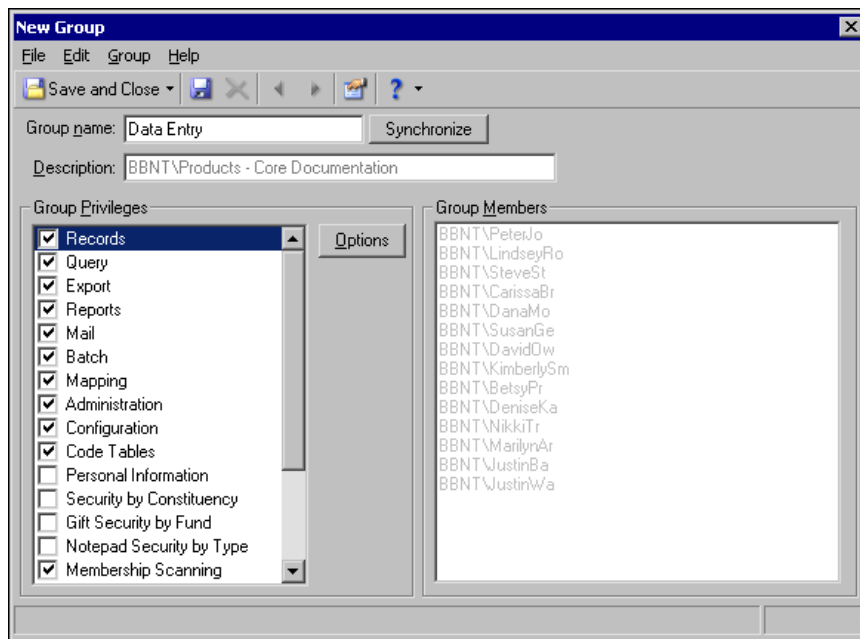 New Group
File Edit Group Help
Save and Close
Group name: Data Entry Synchronize
Description: BBNT\Products - Core Documentation
Group Privileges
Records
Query
Export
Reports
Mail
Batch
Mapping
Administration
Configuration
Code Tables
Personal Information
Security by Constituency
Gift Security by Fund
Notepad Security by Type
Membership Scanning
Options
Group Members
BBNT\PeterJo
BBNT\LindseyRo
BBNT\SteveSt
BBNT\CarissaBr
BBNT\DanaMo
BBNT\SusanGe
BBNT\DavidOw
BBNT\KimberlySm
BBNT\BetsyPr
BBNT\DeniseKa
BBNT\NikkiTr
BBNT\MarilynAr
BBNT\JustinBa
BBNT\JustinWa